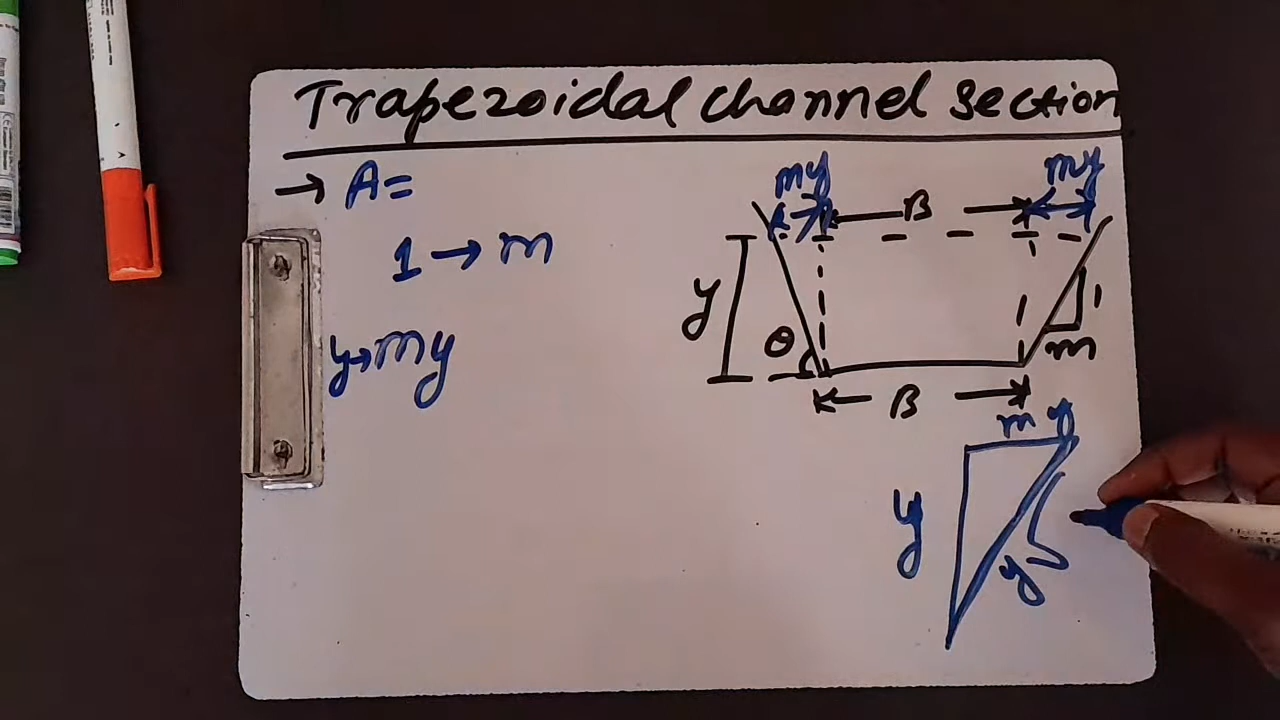 Trapezoidal channel section
→ A=
my
my
B
1 → m
y
θ
1
m
y→my
B
my
y
y√